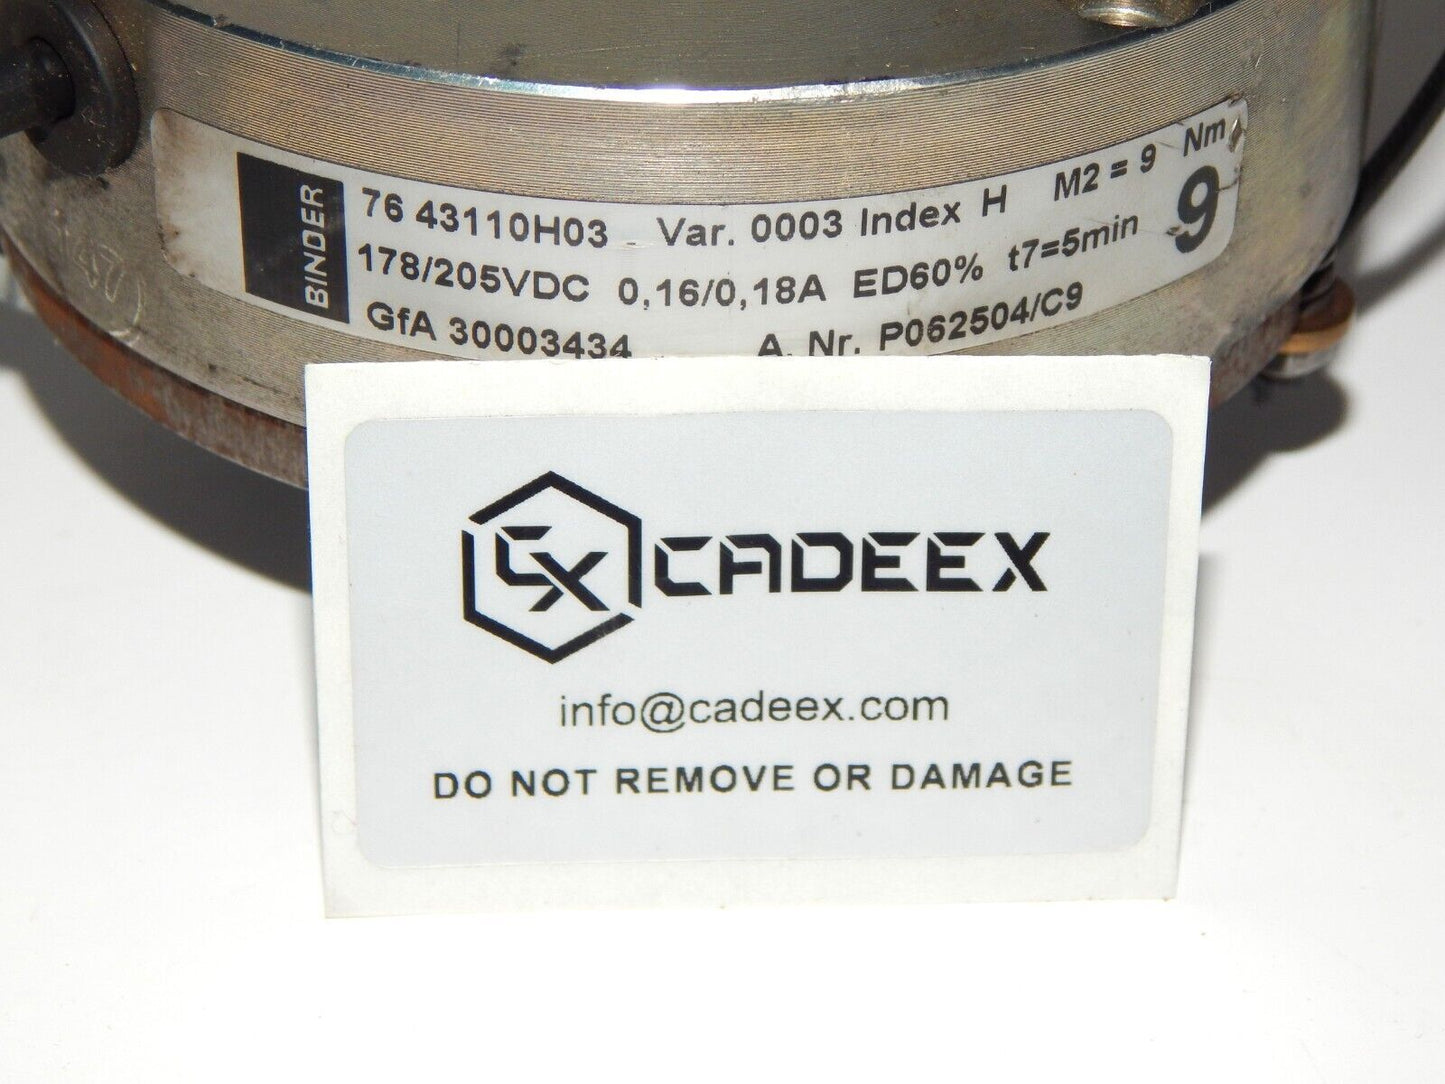 BINDER
76 43110H03 Var. 0003 Index H M2 = 9 Nm
178/205VDC 0,16/0,18A ED60% t7=5min 9
GfA 30003434 A. Nr. P062504/C9
CX CADEEX
info@cadeex.com
DO NOT REMOVE OR DAMAGE